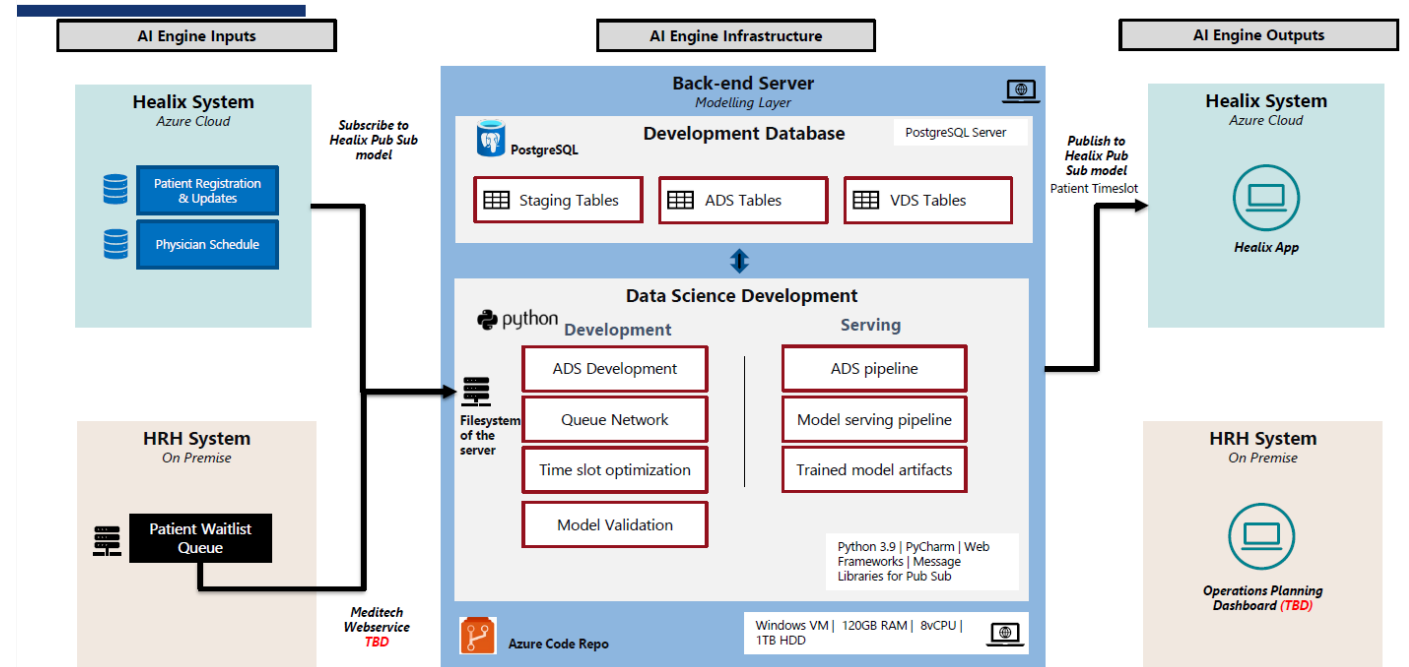 AI Engine Inputs
AI Engine Infrastructure
AI Engine Outputs
Healix System
Azure Cloud
Patient Registration
& Updates
Physician Schedule
Subscribe to
Healix Pub Sub
model
HRH System
On Premise
Patient Waitlist
Queue
Meditech
Webservice
TBD
Back-end Server
Modelling Layer
PostgreSQL
Development Database
PostgreSQL Server
Staging Tables
ADS Tables
VDS Tables
Data Science Development
python
Development
Serving
Filesystem
of the
server
ADS Development
Queue Network
Time slot optimization
Model Validation
ADS pipeline
Model serving pipeline
Trained model artifacts
Python 3.9 | PyCharm | Web
Frameworks | Message
Libraries for Pub Sub
Azure Code Repo
Windows VM | 120GB RAM | 8vCPU |
1TB HDD
Publish to
Healix Pub
Sub model
Patient Timeslot
Healix System
Azure Cloud
Healix App
HRH System
On Premise
Operations Planning
Dashboard (TBD)